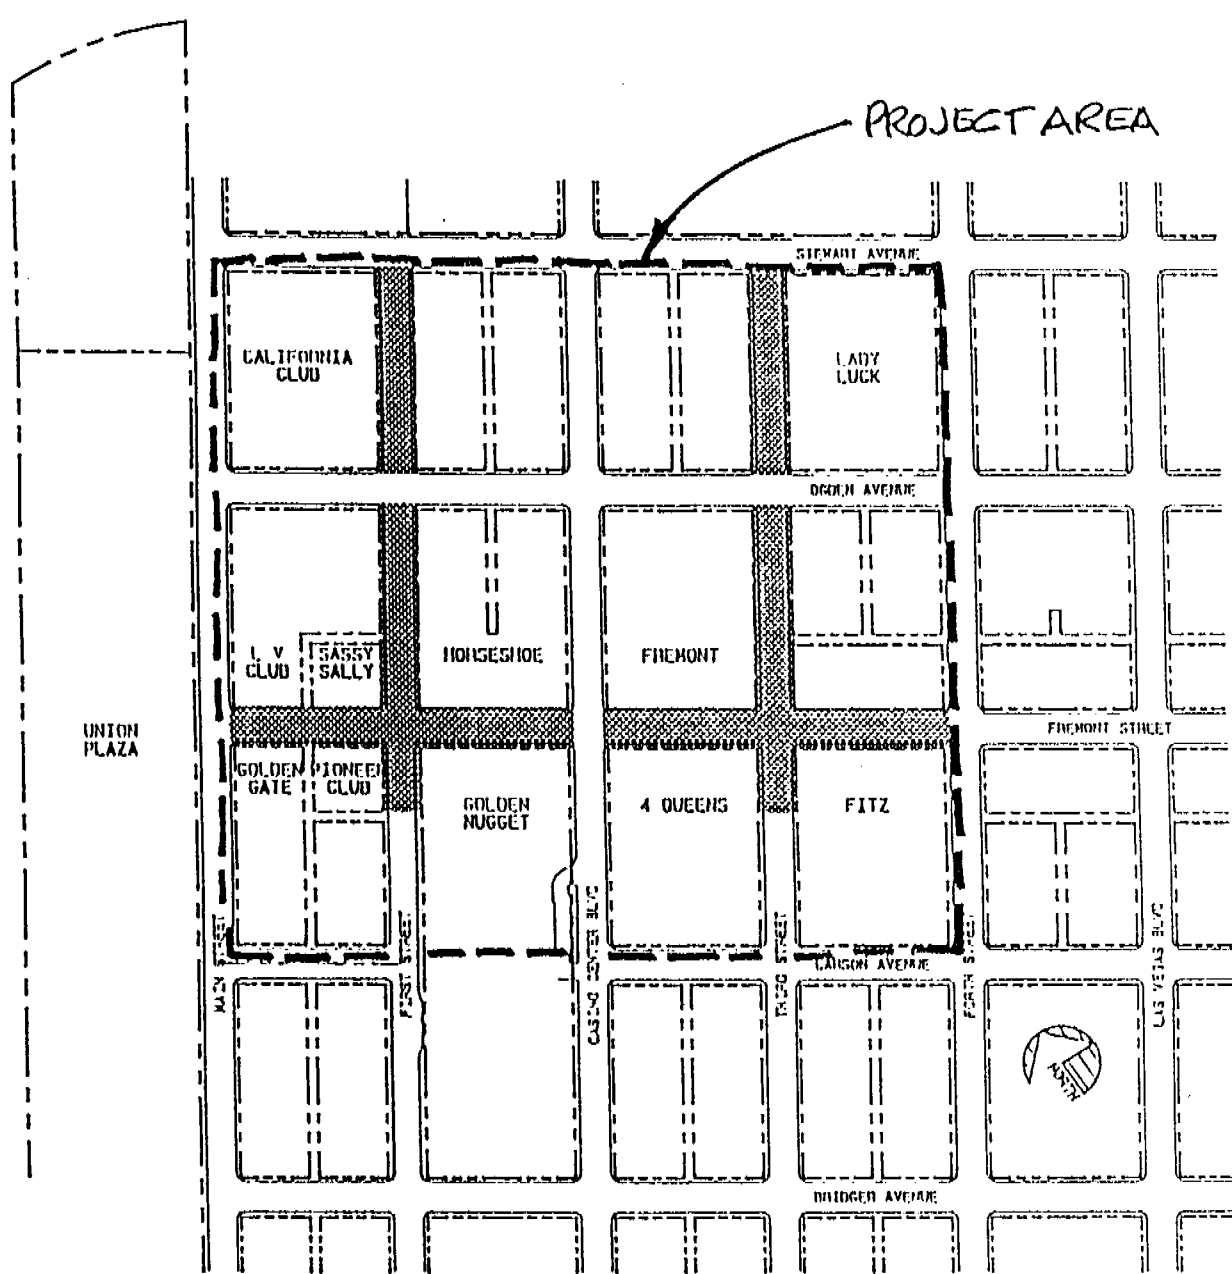 PROJECT AREA
STEWART AVENUE
CALIFORNIA
CLUB
LADY
LUCK
OGDEN AVENUE
L V
CLUB
SASSY
SALLY
HORSESHOE
FREMONT
UNION
PLAZA
FREMONT STREET
GOLDEN
GATE
PIONEER
CLUB
GOLDEN
NUGGET
4 QUEENS
FITZ
MAIN STREET
FIRST STREET
CASINO CENTER BLVD
THIRD STREET
CARSON AVENUE
FORTH STREET
LAS VEGAS BLVD
NORTH
BRIDGER AVENUE